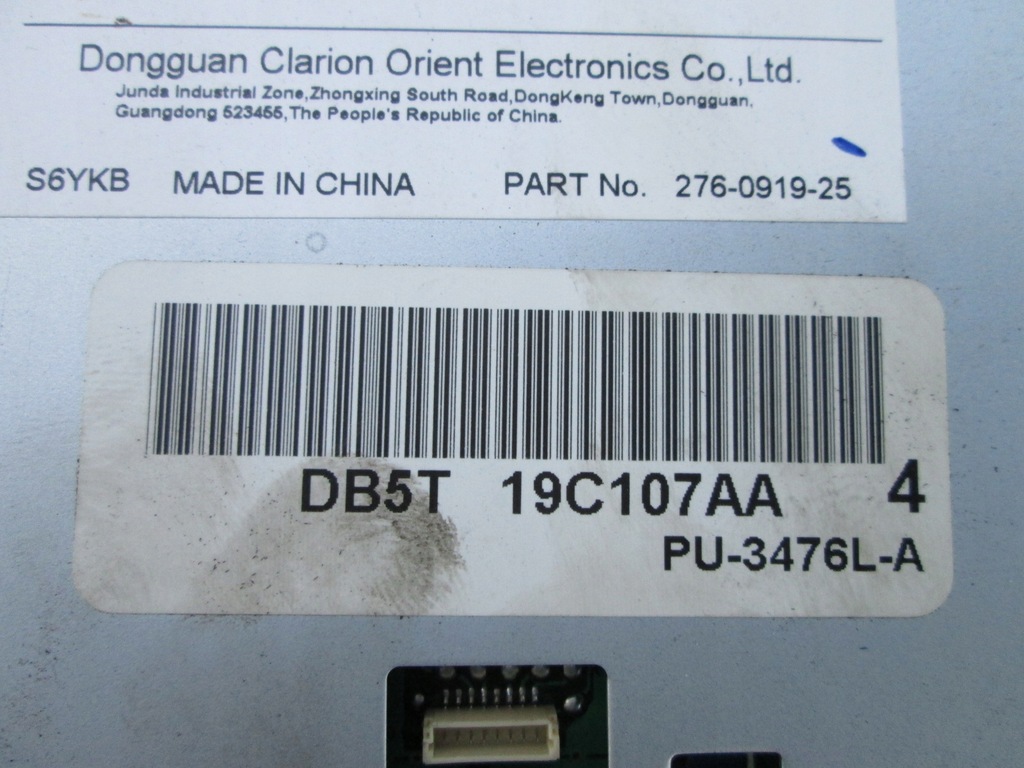 Dongguan Clarion Orient Electronics Co.,Ltd.
Junda Industrial Zone,Zhongxing South Road,DongKeng Town,Dongguan,
Guangdong 523455,The People's Republic of China.
S6YKB MADE IN CHINA PART No. 276-0919-25
DB5T 19C107AA 4
PU-3476L-A